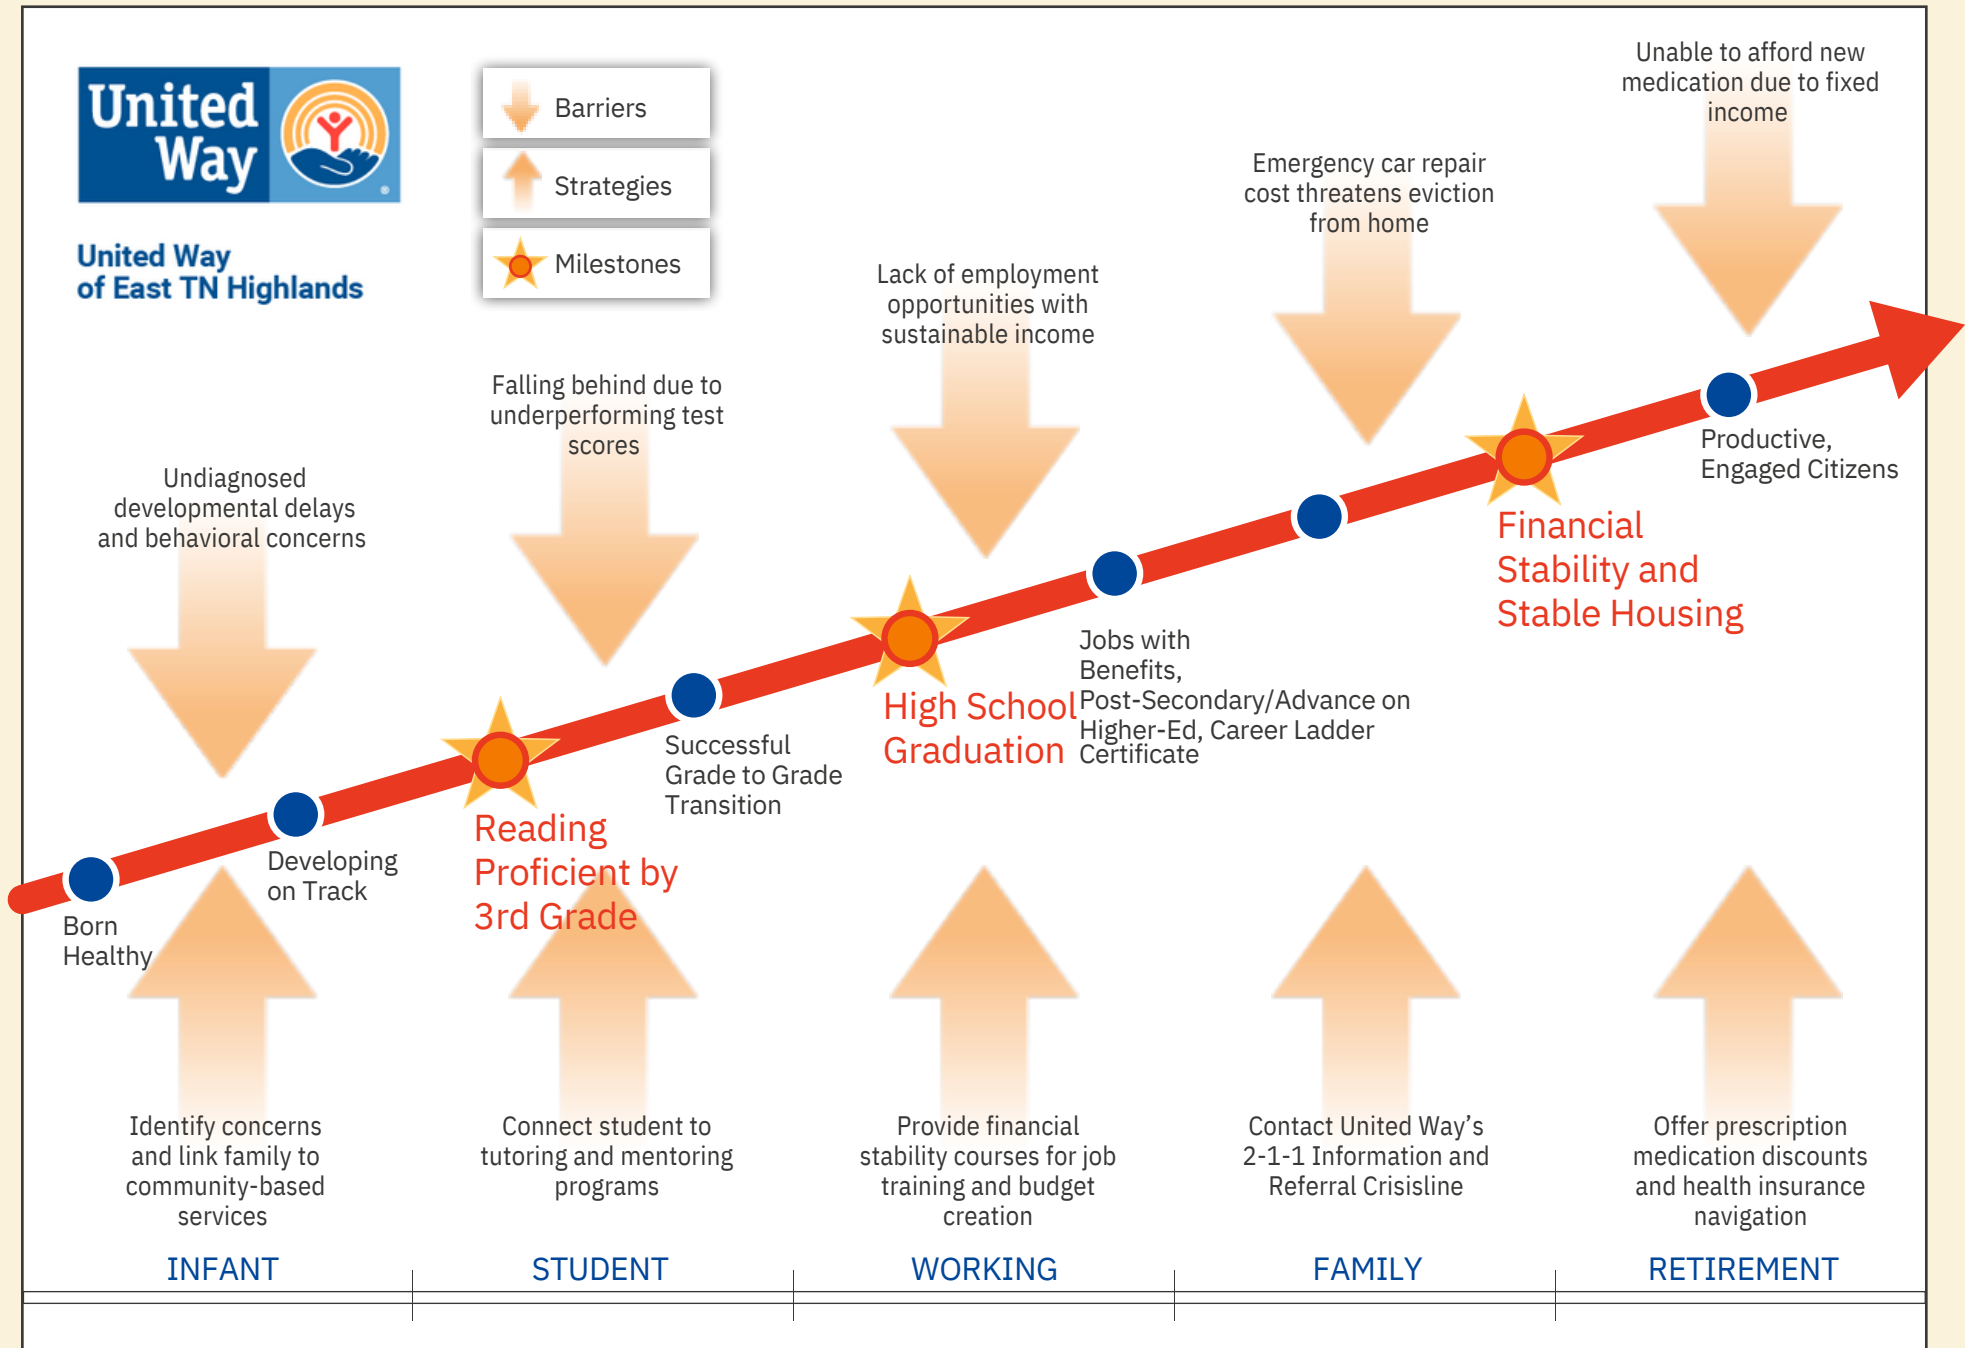 United
Way
®
United Way
of East TN Highlands
Barriers
Strategies
Milestones
Unable to afford new
medication due to fixed
income
Emergency car repair
cost threatens eviction
from home
Lack of employment
opportunities with
sustainable income
Falling behind due to
underperforming test
scores
Undiagnosed
developmental delays
and behavioral concerns
Born
Healthy
Developing
on Track
Reading
Proficient by
3rd Grade
Successful
Grade to Grade
Transition
High School
Graduation
Jobs with
Benefits,
Post-Secondary/Advance on
Higher-Ed, Career Ladder
Certificate
Financial
Stability and
Stable Housing
Productive,
Engaged Citizens
Identify concerns
and link family to
community-based
services
Connect student to
tutoring and mentoring
programs
Provide financial
stability courses for job
training and budget
creation
Contact United Way’s
2-1-1 Information and
Referral Crisisline
Offer prescription
medication discounts
and health insurance
navigation
INFANT
STUDENT
WORKING
FAMILY
RETIREMENT